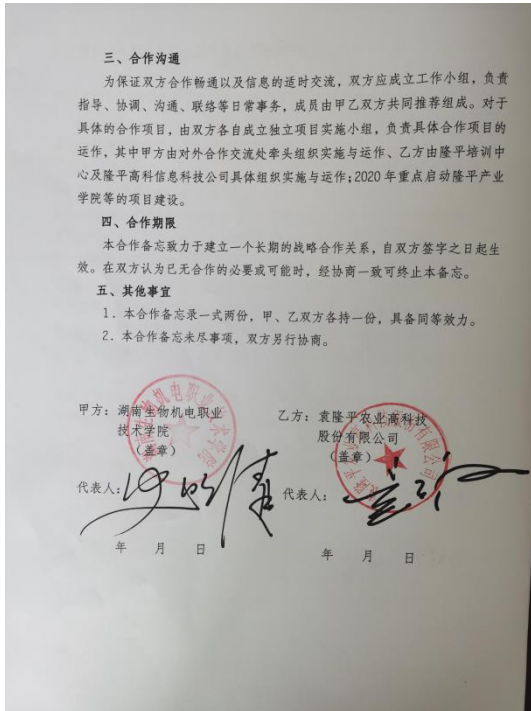 三、合作沟通
为保证双方合作畅通以及信息的适时交流，双方应成立工作小组，负责
指导、协调、沟通、联络等日常事务，成员由甲乙双方共同推荐组成。对于
具体的合作项目，由双方各自成立独立项目实施小组，负责具体合作项目的
运作，其中甲方由对外合作交流处牵头组织实施与运作、乙方由隆平培训中
心及隆平高科信息科技公司具体组织实施与运作；2020年重点启动隆平产业
学院等的项目建设。
四、合作期限
本合作备忘致力于建立一个长期的战略合作关系，自双方签字之日起生
效。在双方认为已无合作的必要或可能时，经协商一致可终止本备忘。
五、其他事宜
1．本合作备忘录一式两份，甲、乙双方各持一份，具备同等效力。
2．本合作备忘未尽事项，双方另行协商。
甲方：湖南生物机电职业
技术学院
（盖章）
代表人：
年 月 日
乙方：袁隆平农业高科技
股份有限公司
（盖章）
代表人：
年 月 日